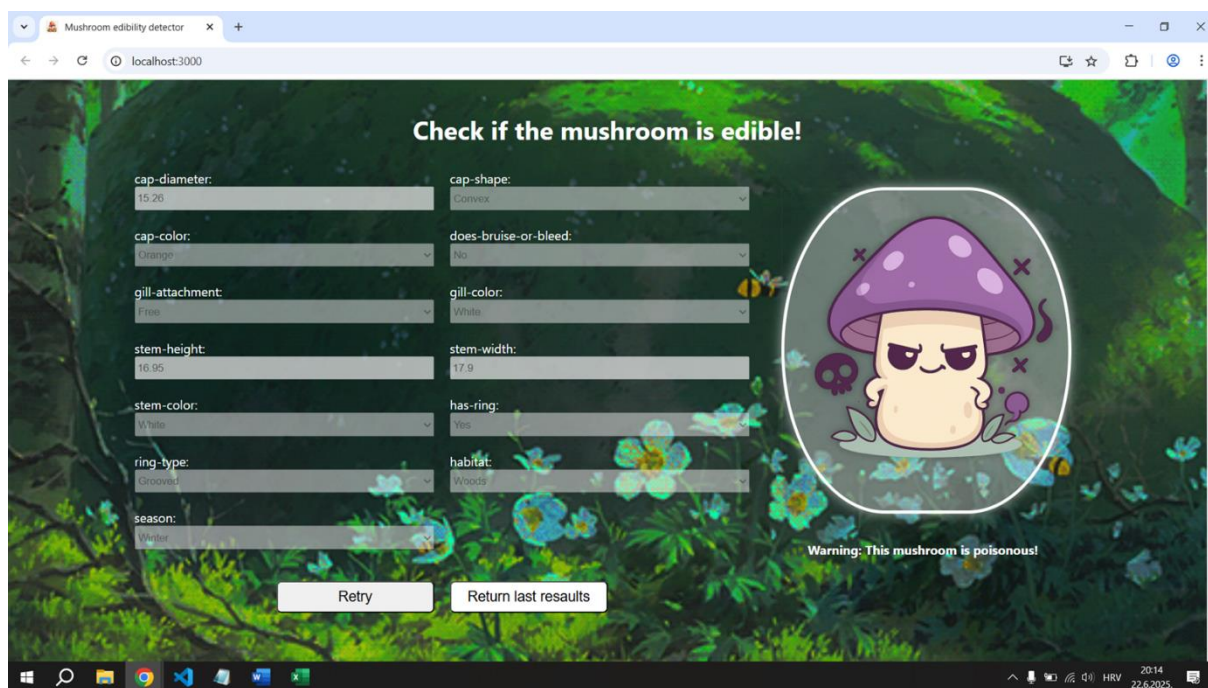 Mushroom edibility detector
localhost:3000
Check if the mushroom is edible!
cap-diameter: cap-shape:
15.26 Convex
cap-color: does-bruise-or-bleed:
Orange No
gill-attachment: gill-color:
Free White
stem-height: stem-width:
16.95 17.9
stem-color: has-ring:
White Yes
ring-type: habitat:
Grooved Woods
season:
Winter
Warning: This mushroom is poisonous!
Retry Return last resaults
HRV 20:14
22.6.2025.